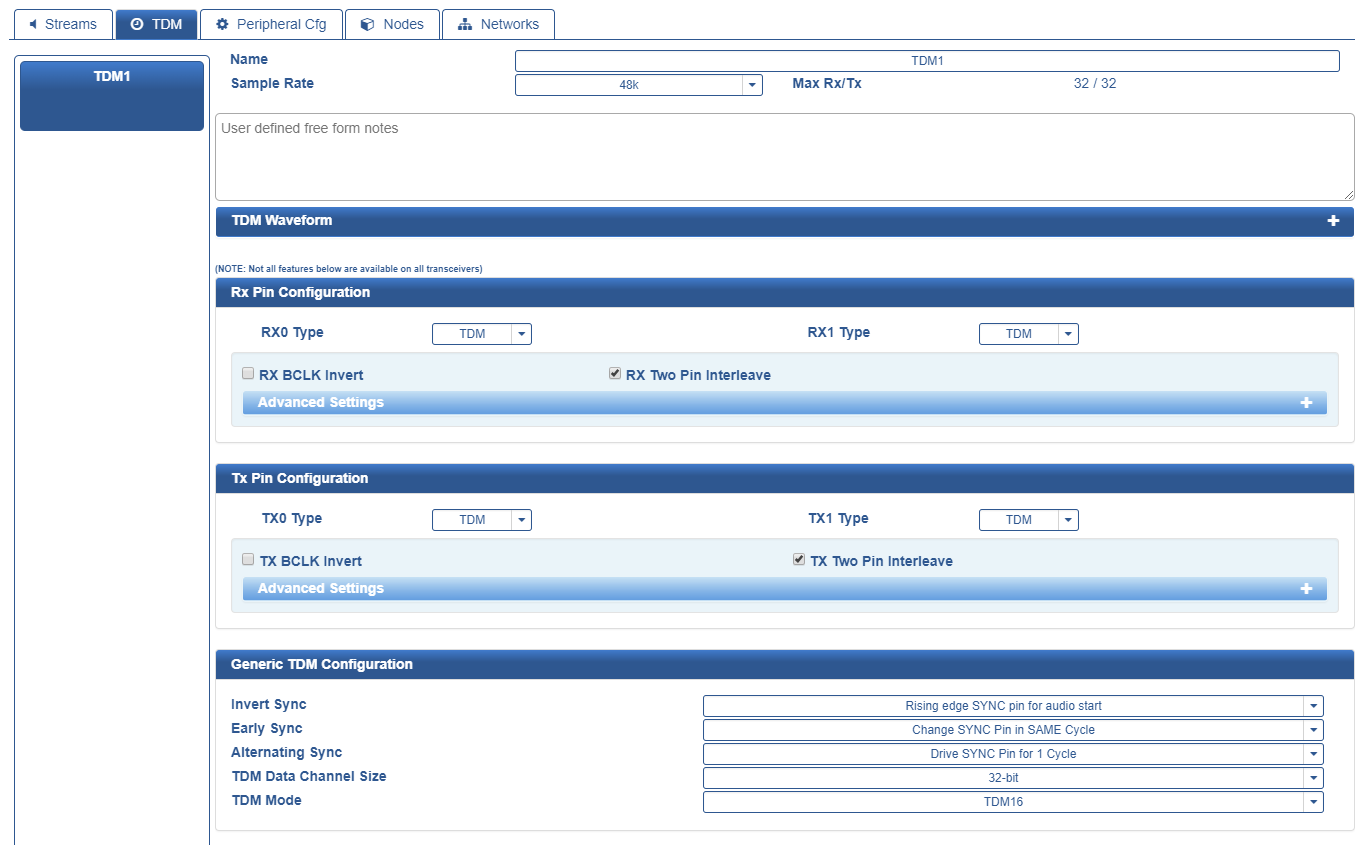 Streams TDM Peripheral Cfg Nodes Networks
TDM1
Name TDM1
Sample Rate 48k Max Rx/Tx 32 / 32
User defined free form notes
TDM Waveform
(NOTE: Not all features below are available on all transceivers)
Rx Pin Configuration
RX0 Type TDM RX1 Type TDM
RX BCLK Invert RX Two Pin Interleave
Advanced Settings
Tx Pin Configuration
TX0 Type TDM TX1 Type TDM
TX BCLK Invert TX Two Pin Interleave
Advanced Settings
Generic TDM Configuration
Invert Sync Rising edge SYNC pin for audio start
Early Sync Change SYNC Pin in SAME Cycle
Alternating Sync Drive SYNC Pin for 1 Cycle
TDM Data Channel Size 32-bit
TDM Mode TDM16